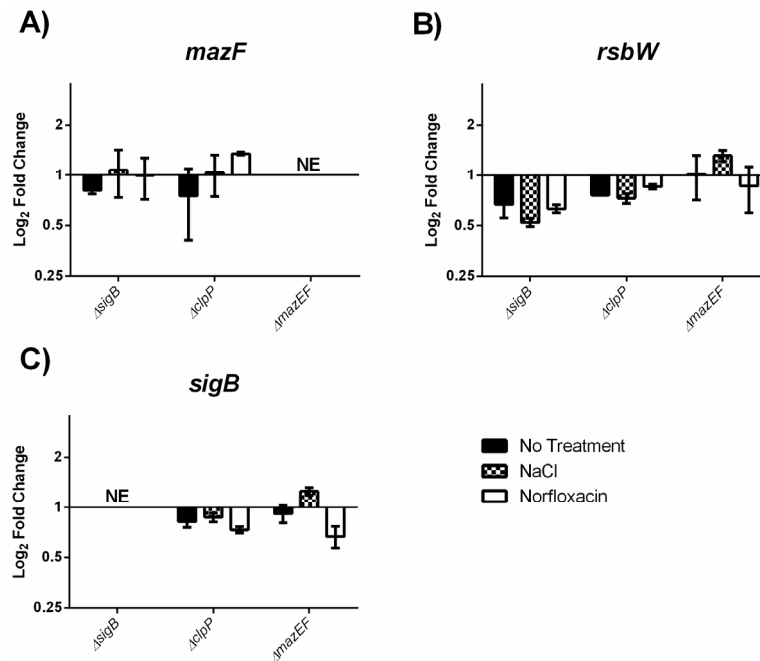 A)
mazF
Log2 Fold Change
2
1
0.5
0.25
NE
ΔsigB
ΔclpP
ΔmazEF
B)
rsbW
Log2 Fold Change
2
1
0.5
0.25
ΔsigB
ΔclpP
ΔmazEF
C)
sigB
Log2 Fold Change
2
1
0.5
0.25
NE
ΔsigB
ΔclpP
ΔmazEF
No Treatment
NaCl
Norfloxacin